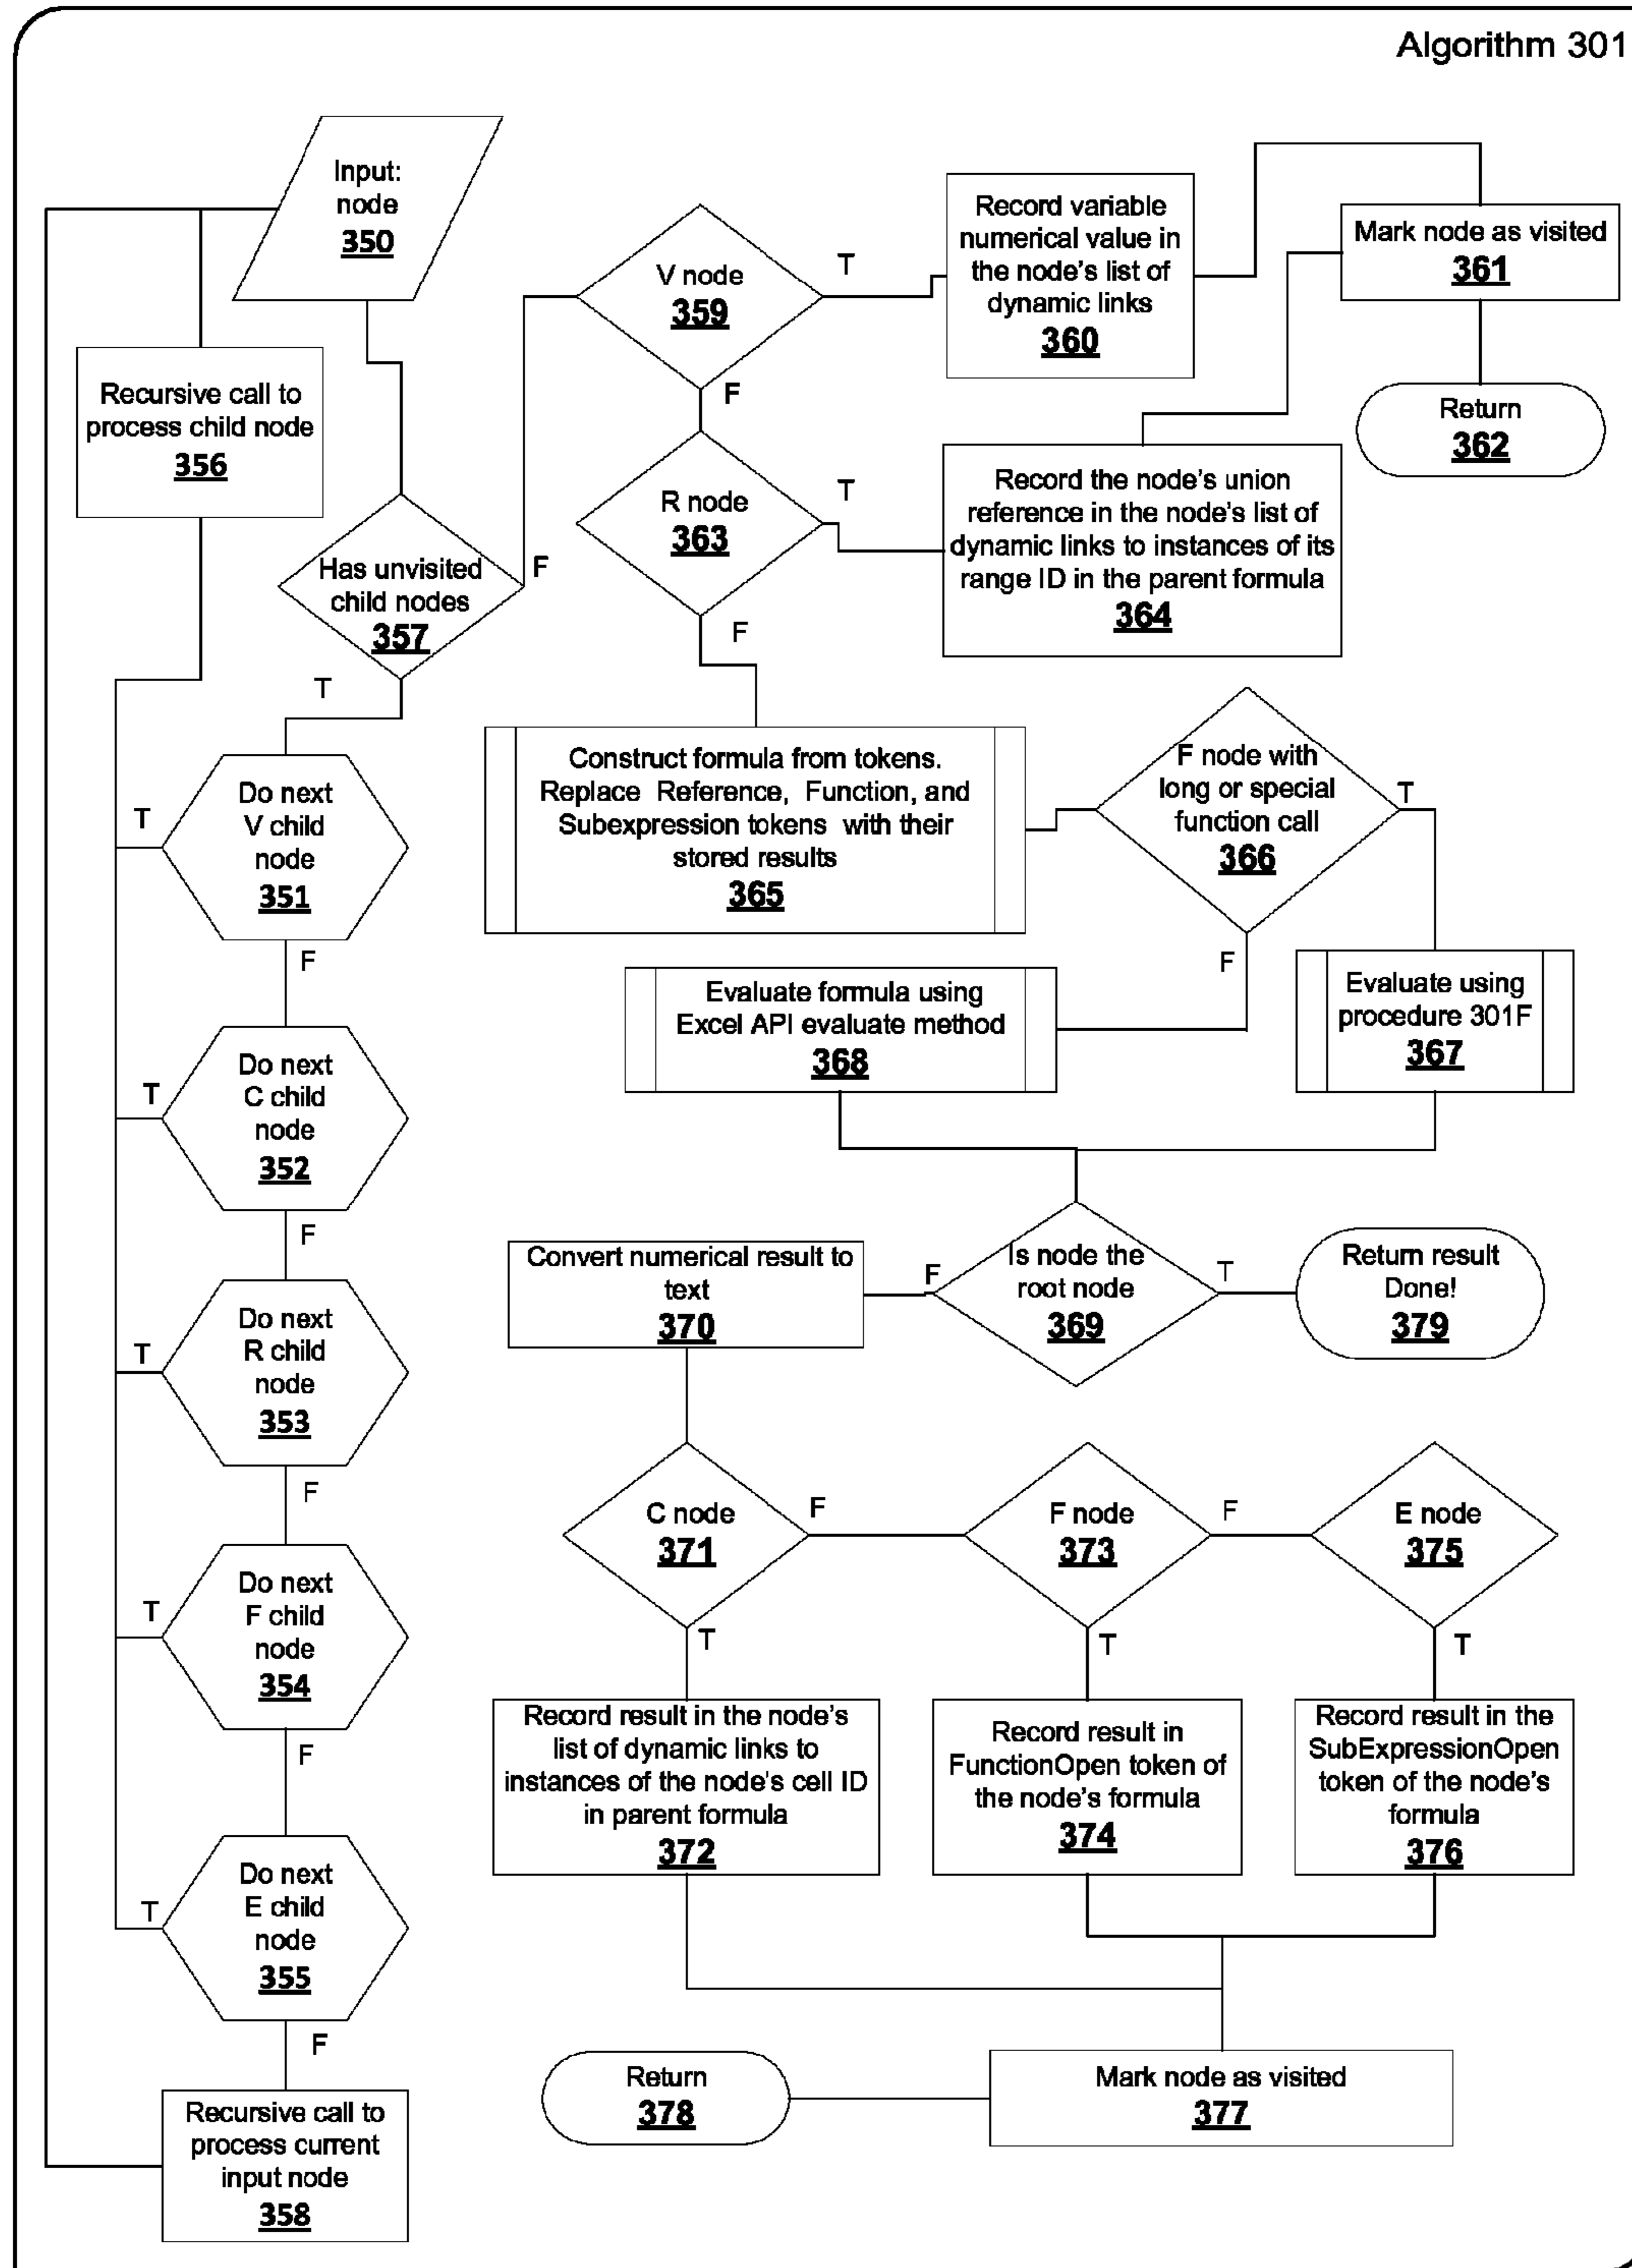 Algorithm 301
Input:
node
350
Recursive call to
process child node
356
Has unvisited
child nodes
357
F
T
Do next
V child
node
351
T
F
Do next
C child
node
352
T
F
Do next
R child
node
353
T
F
Do next
F child
node
354
T
F
Do next
E child
node
355
T
F
Recursive call to
process current
input node
358
V node
359
T
F
Record variable
numerical value in
the node's list of
dynamic links
360
Mark node as visited
361
Return
362
R node
363
T
F
Record the node's union
reference in the node's list of
dynamic links to instances of its
range ID in the parent formula
364
Construct formula from tokens.
Replace Reference, Function, and
Subexpression tokens with their
stored results
365
F node with
long or special
function call
366
T
F
Evaluate using
procedure 301F
367
Evaluate formula using
Excel API evaluate method
368
Is node the
root node
369
F
T
Return result
Done!
379
Convert numerical result to
text
370
C node
371
F
T
F node
373
F
T
E node
375
T
Record result in the node's
list of dynamic links to
instances of the node's cell ID
in parent formula
372
Record result in
FunctionOpen token of
the node's formula
374
Record result in the
SubExpressionOpen
token of the node's
formula
376
Mark node as visited
377
Return
378